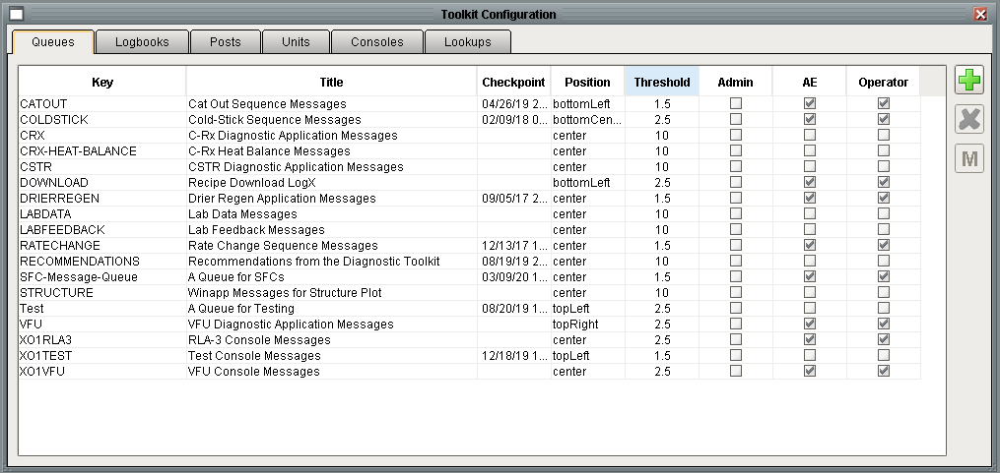 Toolkit Configuration
Queues Logbooks Posts Units Consoles Lookups
Key Title Checkpoint Position Threshold Admin AE Operator
CATOUT Cat Out Sequence Messages 04/26/19 2... bottomLeft 1.5
COLDSTICK Cold-Stick Sequence Messages 02/09/18 0... bottomCen... 2.5
CRX C-Rx Diagnostic Application Messages center 10
CRX-HEAT-BALANCE C-Rx Heat Balance Messages center 10
CSTR CSTR Diagnostic Application Messages center 10
DOWNLOAD Recipe Download LogX bottomLeft 2.5
DRIERREGEN Drier Regen Application Messages 09/05/17 2... center 1.5
LABDATA Lab Data Messages center 10
LABFEEDBACK Lab Feedback Messages center 10
RATECHANGE Rate Change Sequence Messages 12/13/17 1... center 1.5
RECOMMENDATIONS Recommendations from the Diagnostic Toolkit 08/19/19 2... center 10
SFC-Message-Queue A Queue for SFCs 03/09/20 1... center 1.5
STRUCTURE Winapp Messages for Structure Plot center 10
Test A Queue for Testing 08/20/19 1... topLeft 2.5
VFU VFU Diagnostic Application Messages topRight 2.5
XO1RLA3 RLA-3 Console Messages center 2.5
XO1TEST Test Console Messages 12/18/19 1... topLeft 1.5
XO1VFU VFU Console Messages center 2.5
M